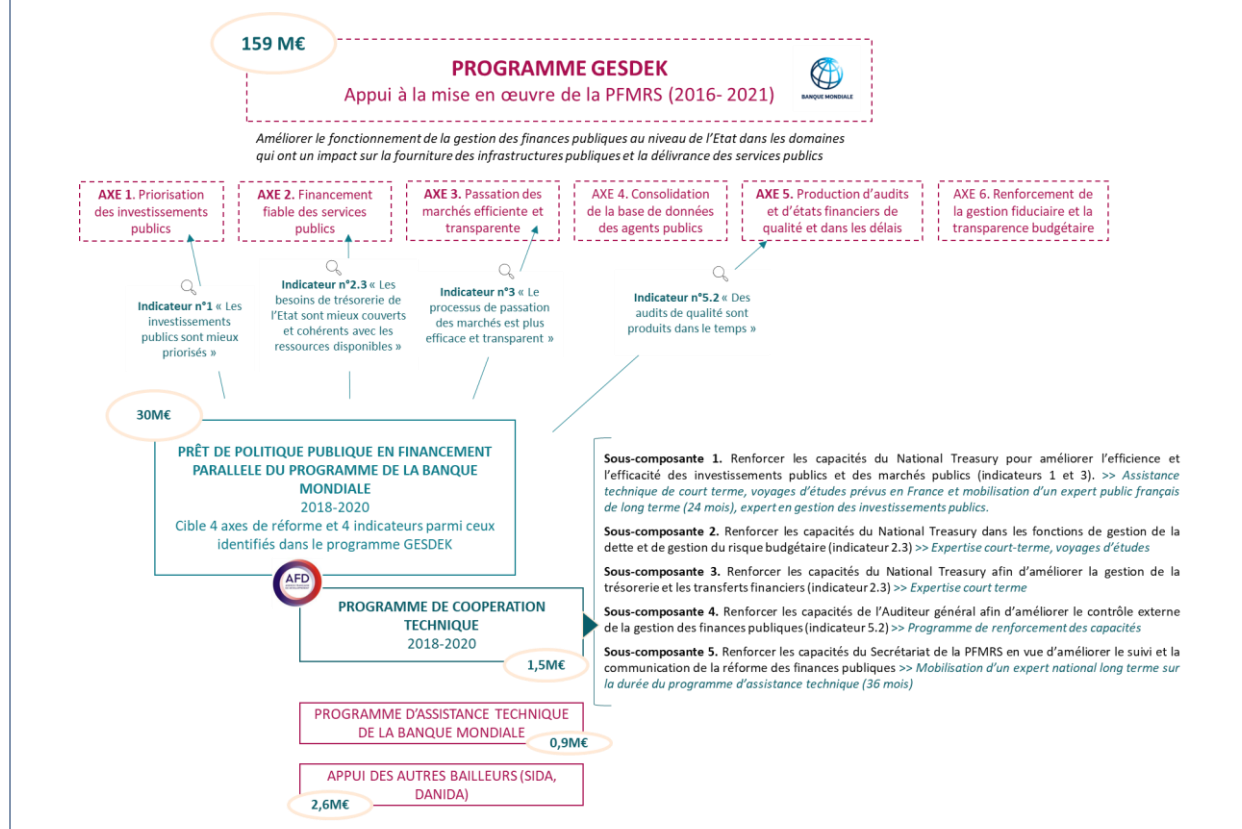 159 M€
PROGRAMME GESDEK
Appui à la mise en œuvre de la PFMRS (2016- 2021)
BANQUE MONDIALE
Améliorer le fonctionnement de la gestion des finances publiques au niveau de l'Etat dans les domaines
qui ont un impact sur la fourniture des infrastructures publiques et la délivrance des services publics
AXE 1. Priorisation
des investissements
publics
AXE 2. Financement
fiable des services
publics
AXE 3. Passation des
marchés efficiente et
transparente
AXE 4. Consolidation
de la base de données
des agents publics
AXE 5. Production d'audits
et d'états financiers de
qualité et dans les délais
AXE 6. Renforcement de
la gestion fiduciaire et la
transparence budgétaire
Indicateur n°1 « Les
investissements
publics sont mieux
priorisés »
Indicateur n°2.3 « Les
besoins de trésorerie de
l'Etat sont mieux couverts
et cohérents avec les
ressources disponibles »
Indicateur n°3 « Le
processus de passation
des marchés est plus
efficace et transparent »
Indicateur n°5.2 « Des
audits de qualité sont
produits dans le temps »
30M€
PRÊT DE POLITIQUE PUBLIQUE EN FINANCEMENT
PARALLELE DU PROGRAMME DE LA BANQUE
MONDIALE
2018-2020
Cible 4 axes de réforme et 4 indicateurs parmi ceux
identifiés dans le programme GESDEK
AFD
PROGRAMME DE COOPERATION
TECHNIQUE
2018-2020
1,5M€
Sous-composante 1. Renforcer les capacités du National Treasury pour améliorer l'efficience et
l'efficacité des investissements publics et des marchés publics (indicateurs 1 et 3). >> Assistance
technique de court terme, voyages d'études prévus en France et mobilisation d'un expert public français
de long terme (24 mois), expert en gestion des investissements publics.
Sous-composante 2. Renforcer les capacités du National Treasury dans les fonctions de gestion de la
dette et de gestion du risque budgétaire (indicateur 2.3) >> Expertise court-terme, voyages d'études
Sous-composante 3. Renforcer les capacités du National Treasury afin d'améliorer la gestion de la
trésorerie et les transferts financiers (indicateur 2.3) >> Expertise court terme
Sous-composante 4. Renforcer les capacités de l'Auditeur général afin d'améliorer le contrôle externe
de la gestion des finances publiques (indicateur 5.2) >> Programme de renforcement des capacités
Sous-composante 5. Renforcer les capacités du Secrétariat de la PFMRS en vue d'améliorer le suivi et la
communication de la réforme des finances publiques >> Mobilisation d'un expert national long terme sur
la durée du programme d'assistance technique (36 mois)
PROGRAMME D'ASSISTANCE TECHNIQUE
DE LA BANQUE MONDIALE
0,9M€
APPUI DES AUTRES BAILLEURS (SIDA,
DANIDA)
2,6M€